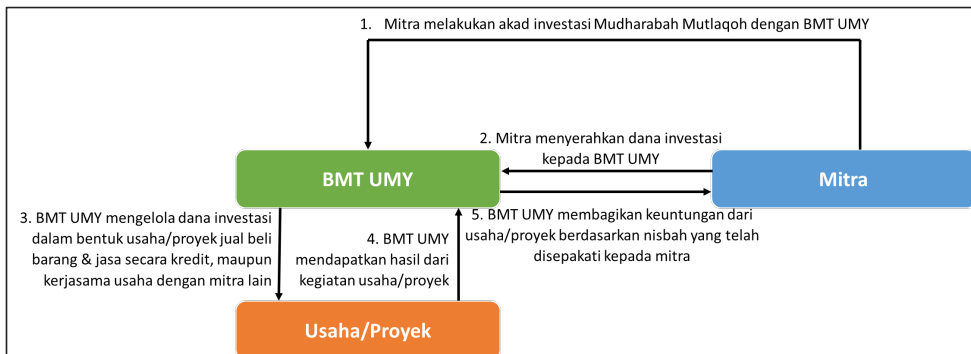 1. Mitra melakukan akad investasi Mudharabah Mutlaqoh dengan BMT UMY
2. Mitra menyerahkan dana investasi
kepada BMT UMY
BMT UMY
Mitra
3. BMT UMY mengelola dana investasi
dalam bentuk usaha/proyek jual beli
barang & jasa secara kredit, maupun
kerjasama usaha dengan mitra lain
4. BMT UMY
mendapatkan hasil dari
kegiatan usaha/proyek
5. BMT UMY membagikan keuntungan dari
usaha/proyek berdasarkan nisbah yang telah
disepakati kepada mitra
Usaha/Proyek